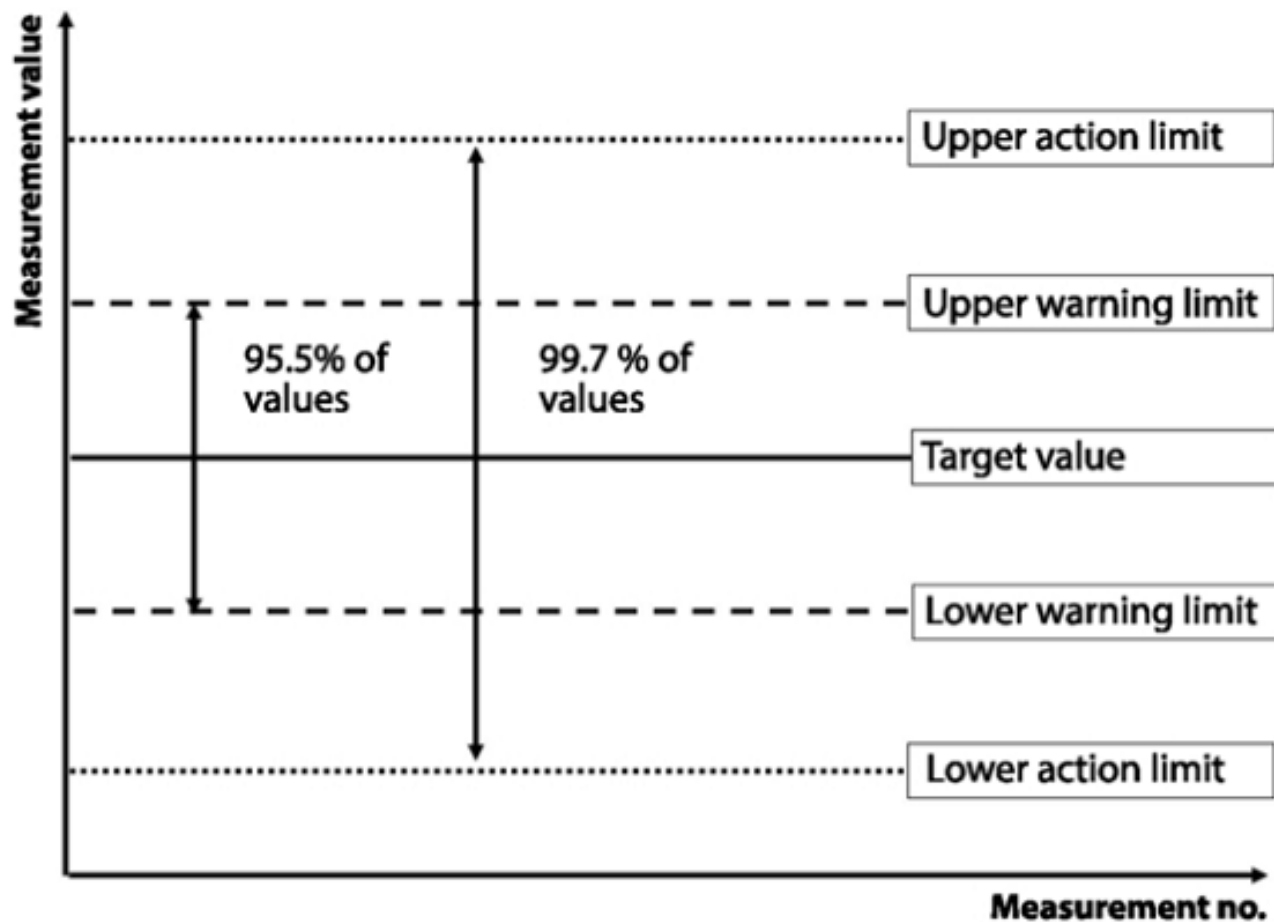 Measurement value
Upper action limit
Upper warning limit
95.5% of
values
99.7 % of
values
Target value
Lower warning limit
Lower action limit
Measurement no.